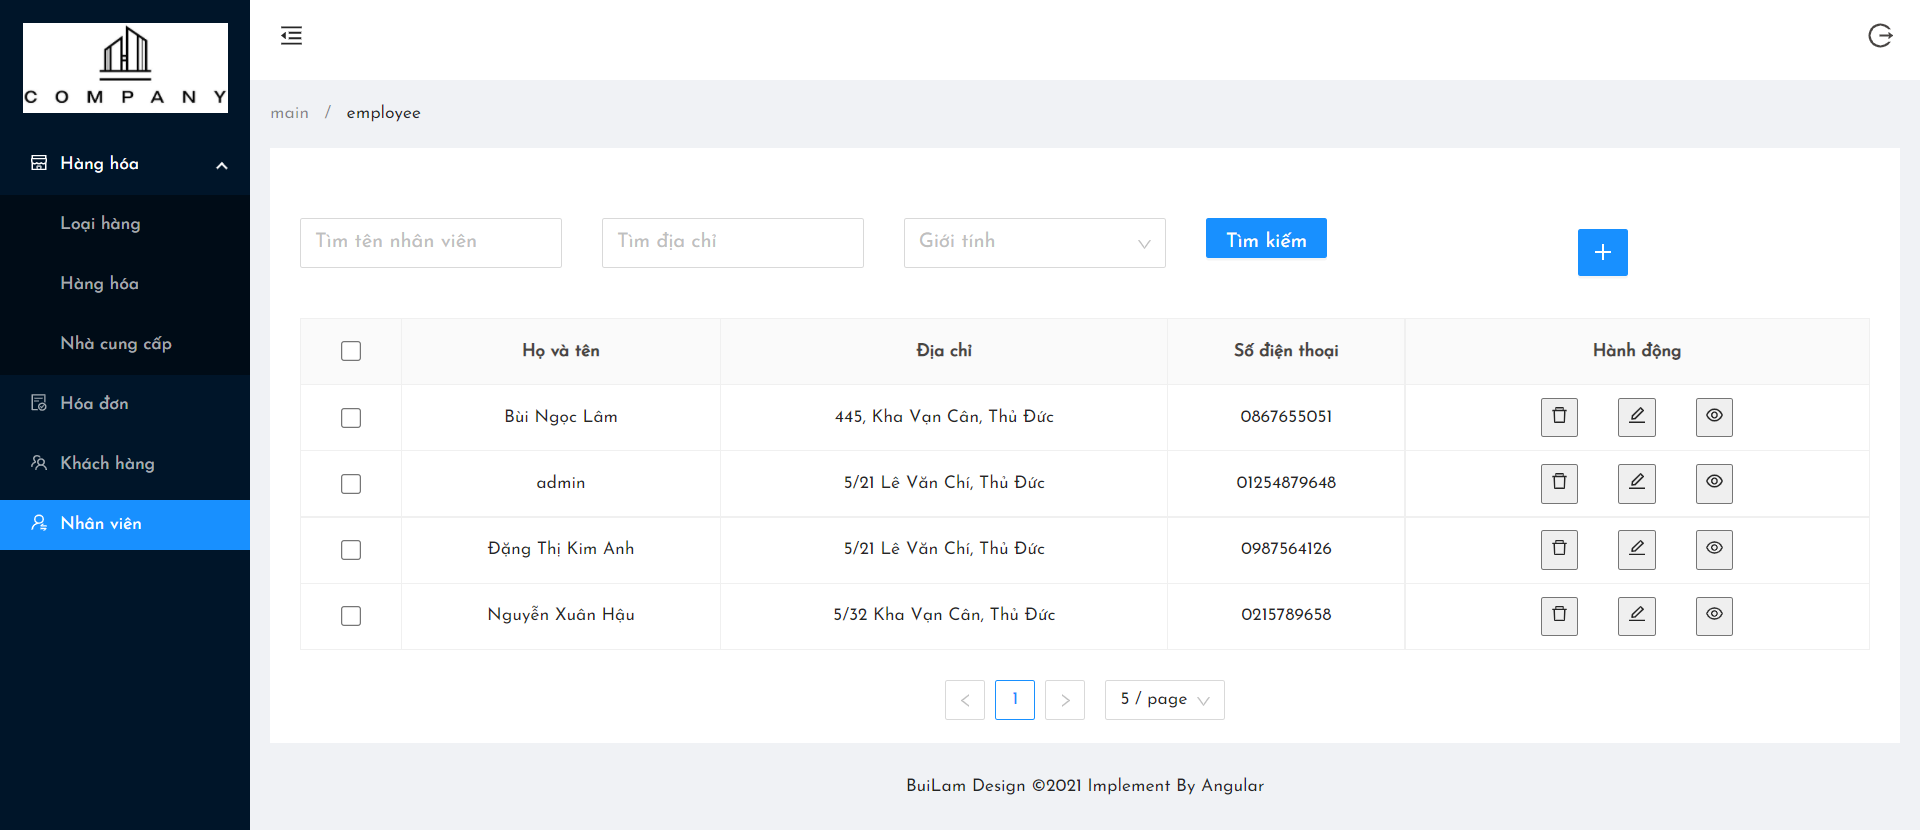 COMPANY
Hàng hóa
Loại hàng
Hàng hóa
Nhà cung cấp
Hóa đơn
Khách hàng
Nhân viên
main / employee
Tìm tên nhân viên Tìm địa chỉ Giới tính Tìm kiếm +
Họ và tên Địa chỉ Số điện thoại Hành động
Bùi Ngọc Lâm 445, Kha Vạn Cân, Thủ Đức 0867655051
admin 5/21 Lê Văn Chí, Thủ Đức 01254879648
Đặng Thị Kim Anh 5/21 Lê Văn Chí, Thủ Đức 0987564126
Nguyễn Xuân Hậu 5/32 Kha Vạn Cân, Thủ Đức 0215789658
< 1 > 5 / page
BuiLam Design ©2021 Implement By Angular